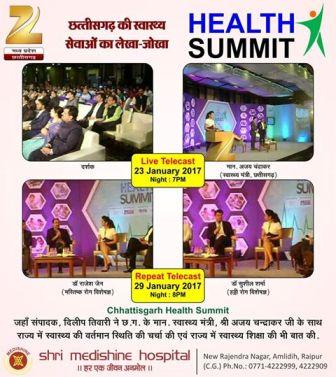 Z
मध्य प्रदेश
छत्तीसगढ़
छत्तीसगढ़ की स्वास्थ्य
सेवाओं का लेखा-जोखा
HEALTH
SUMMIT
दर्शक
Live Telecast
23 January 2017
Night : 7PM
मान. अजय चंद्राकर
(स्वास्थ्य मंत्री, छत्तीसगढ़)
HEALTH
SUMMIT
डॉ राजेश जैन
(मस्तिष्क रोग विशेषज्ञ)
Repeat Telecast
29 January 2017
Night : 8PM
डॉ सुशील शर्मा
(हड्डी रोग विशेषज्ञ)
Chhattisgarh Health Summit
जहाँ संपादक, दिलीप तिवारी ने छ.ग. के मान. स्वास्थ्य मंत्री, श्री अजय चन्द्राकर जी के साथ
राज्य में स्वास्थ्य की वर्तमान स्थिति की चर्चा की एवं राज्य में स्वास्थ्य शिक्षा की भी बात की.
shri medishine hospital
।। हर एक जीवन अनमोल ।।
New Rajendra Nagar, Amlidih, Raipur
(C.G.) Ph.No.: 0771-4222999, 4222909